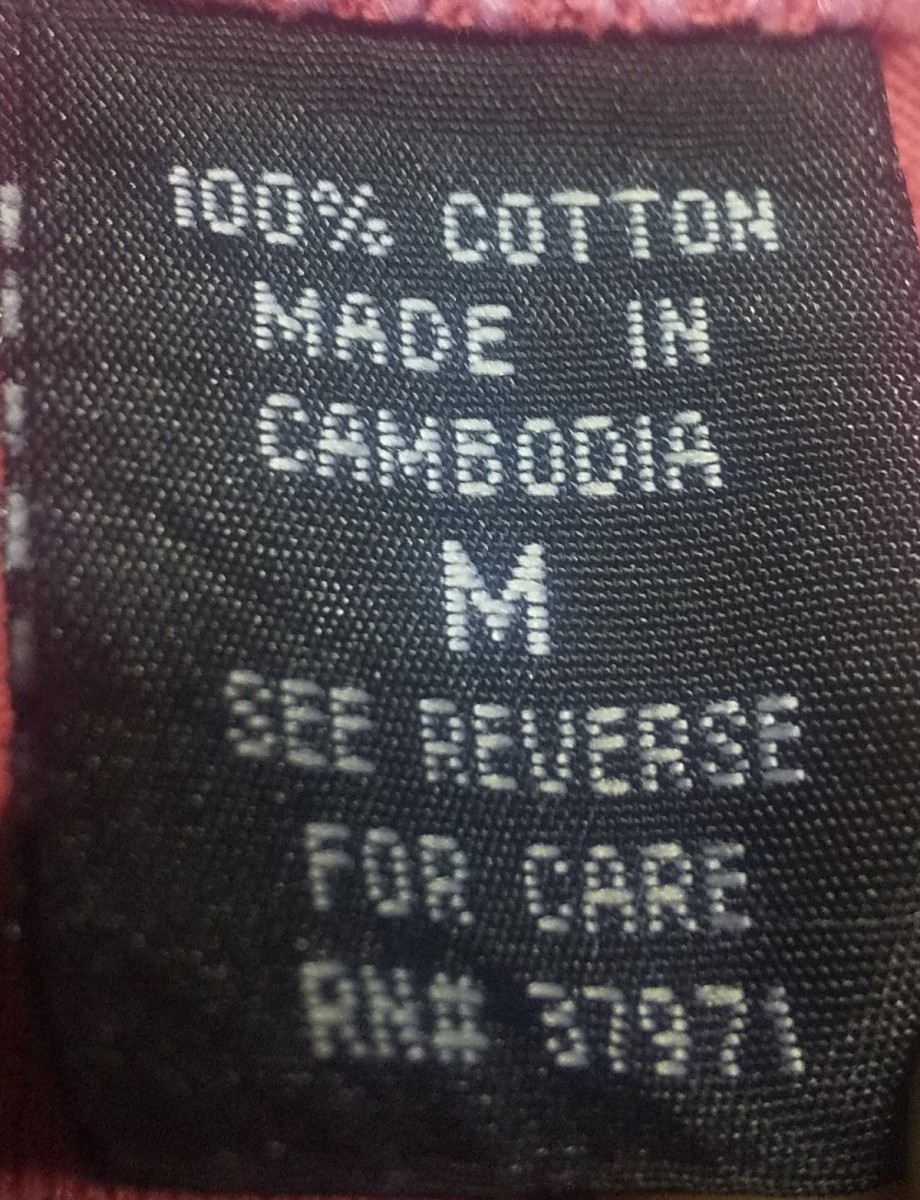 100% COTTON
MADE IN
CAMBODIA
M
SEE REVERSE
FOR CARE
RN# 37971